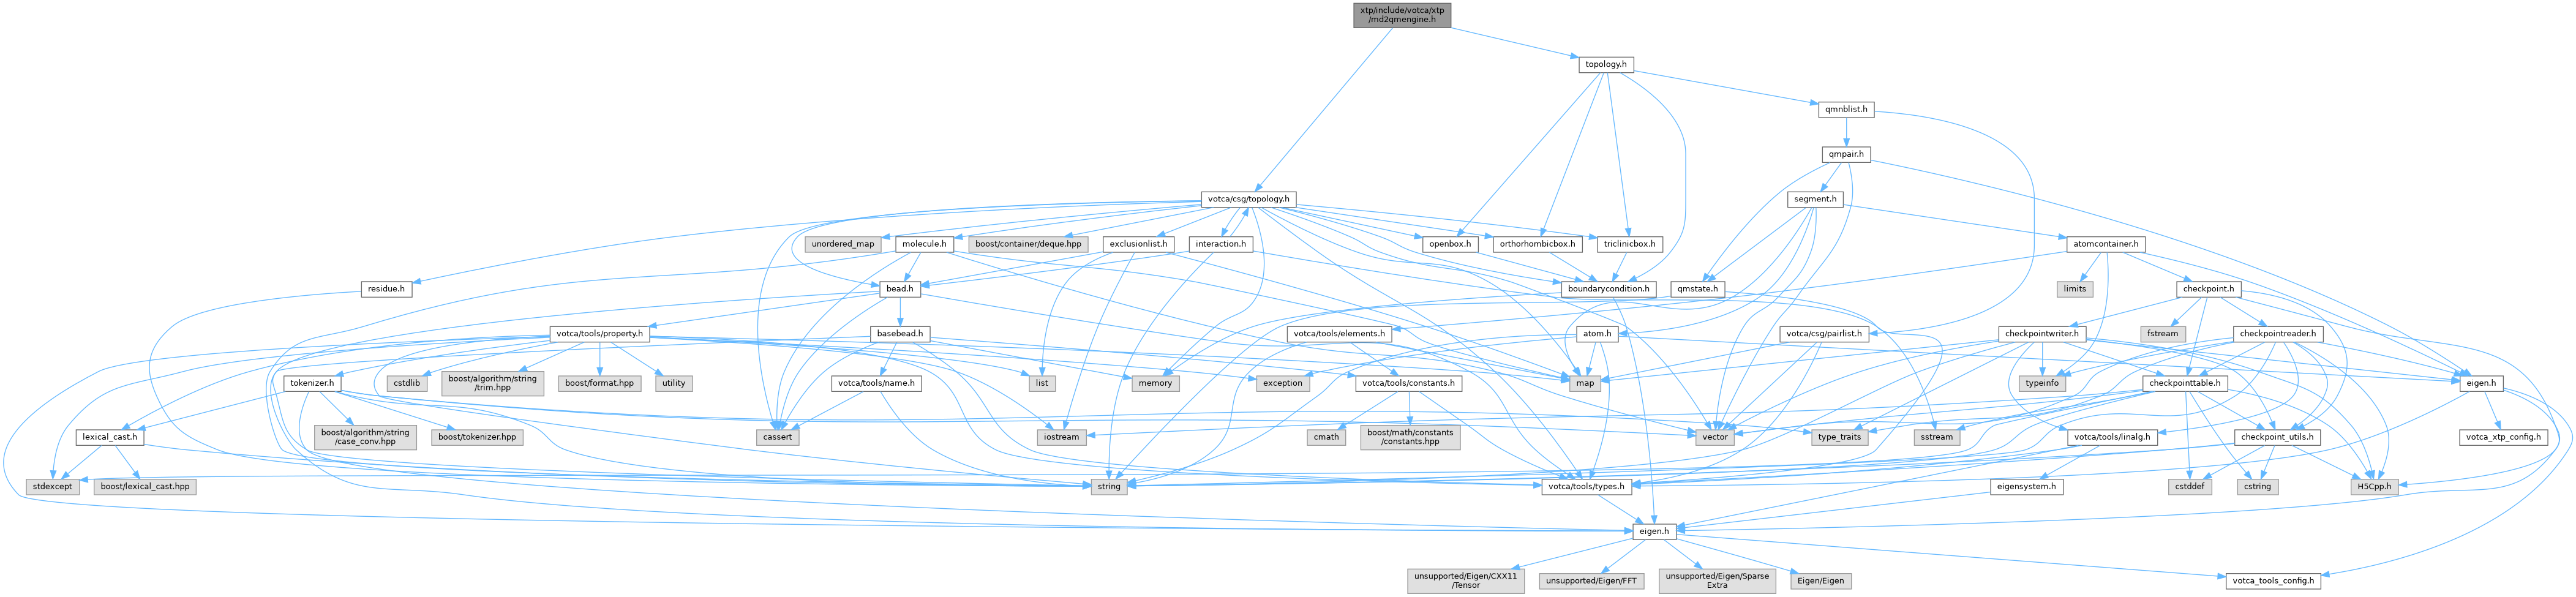 xtp/include/votca/xtp
/md2qmengine.h
topology.h
qmnblist.h
qmpair.h
votca/csg/topology.h
segment.h
unordered_map
molecule.h
boost/container/deque.hpp
exclusionlist.h
interaction.h
openbox.h
orthorhombicbox.h
triclinicbox.h
atomcontainer.h
residue.h
bead.h
boundarycondition.h
qmstate.h
limits
checkpoint.h
votca/tools/property.h
basebead.h
votca/tools/elements.h
atom.h
votca/csg/pairlist.h
checkpointwriter.h
fstream
checkpointreader.h
tokenizer.h
cstdlib
boost/algorithm/string
/trim.hpp
boost/format.hpp
utility
votca/tools/name.h
list
memory
exception
votca/tools/constants.h
map
typeinfo
checkpointtable.h
eigen.h
lexical_cast.h
boost/algorithm/string
/case_conv.hpp
boost/tokenizer.hpp
cassert
iostream
cmath
boost/math/constants
/constants.hpp
vector
type_traits
sstream
votca/tools/linalg.h
checkpoint_utils.h
votca_xtp_config.h
stdexcept
boost/lexical_cast.hpp
string
votca/tools/types.h
eigensystem.h
cstddef
cstring
H5Cpp.h
eigen.h
unsupported/Eigen/CXX11
/Tensor
unsupported/Eigen/FFT
unsupported/Eigen/Sparse
Extra
Eigen/Eigen
votca_tools_config.h